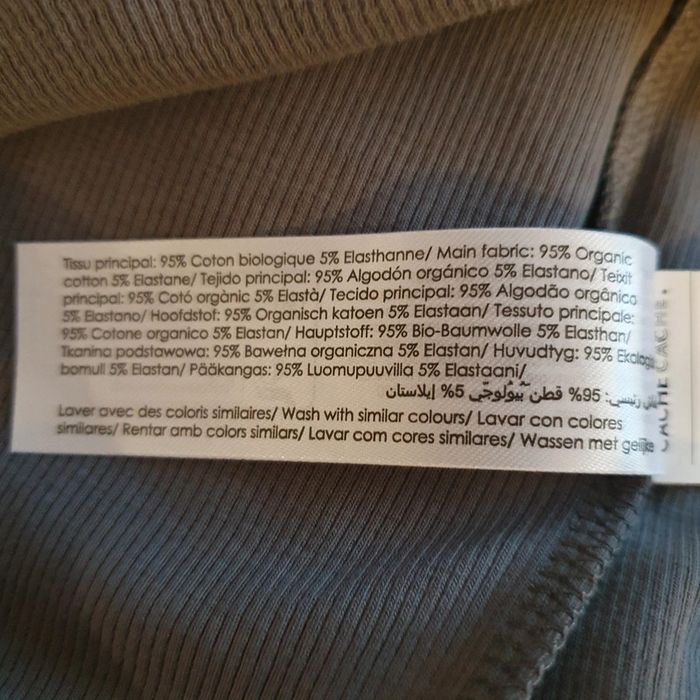 Tissu principal: 95% Coton biologique 5% Elasthanne/ Main fabric: 95% Organic
cotton 5% Elastane/ Tejido principal: 95% Algodón orgánico 5% Elastano/ Teixit
principal: 95% Cotó orgànic 5% Elastà/ Tecido principal: 95% Algodão orgânico
5% Elastano/ Hoofdstof: 95% Organisch katoen 5% Elastaan/ Tessuto principale:
95% Cotone organico 5% Elastan/ Hauptstoff: 95% Bio-Baumwolle 5% Elasthan/
Tkanina podstawowa: 95% Bawełna organiczna 5% Elastan/ Huvudtyg: 95%
bomull 5% Elastan/ Pääkangas: 95% Luomupuuvilla 5% Elastaani/
رئيسي: 95% قطن بيولوجي 5% إيلاستان
Laver avec des coloris similaires/ Wash with similar colours/ Lavar con colores
similares/ Rentar amb colors similars/ Lavar com cores similares/ Wassen met gelijke
CACHE CACHE.